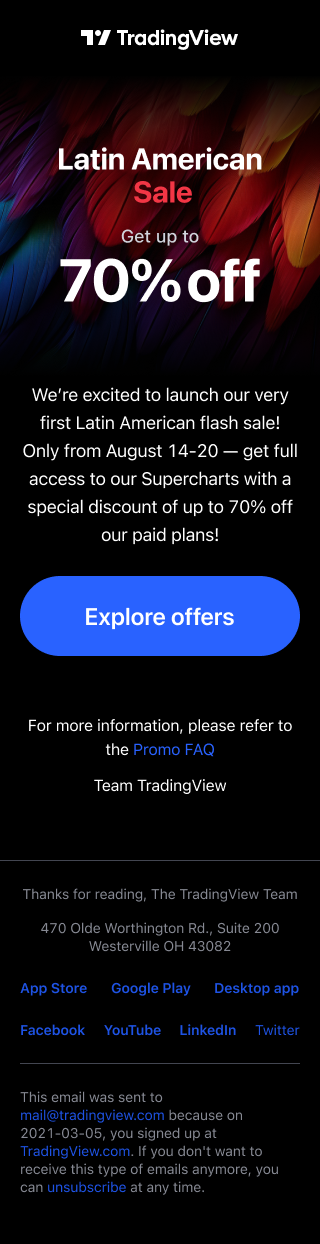 TradingView
Latin American
Sale
Get up to
70% off
We’re excited to launch our very
first Latin American flash sale!
Only from August 14-20 — get full
access to our Supercharts with a
special discount of up to 70% off
our paid plans!
Explore offers
For more information, please refer to
the Promo FAQ
Team TradingView
Thanks for reading, The TradingView Team
470 Olde Worthington Rd., Suite 200
Westerville OH 43082
App Store Google Play Desktop app
Facebook YouTube LinkedIn Twitter
This email was sent to
mail@tradingview.com because on
2021-03-05, you signed up at
TradingView.com. If you don't want to
receive this type of emails anymore, you
can unsubscribe at any time.